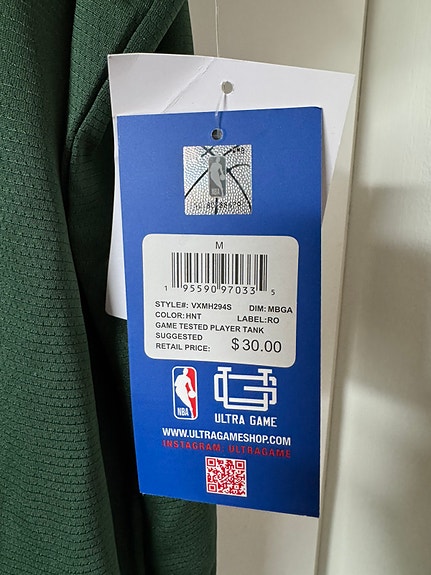 M
1 95590 97033 5
STYLE#: VXMH294S DIM: MBGA
COLOR: HNT LABEL: RO
GAME TESTED PLAYER TANK
SUGGESTED
RETAIL PRICE: $30.00
NBA
ULTRA GAME
WWW.ULTRAGAMESHOP.COM
INSTAGRAM: ULTRAGAME